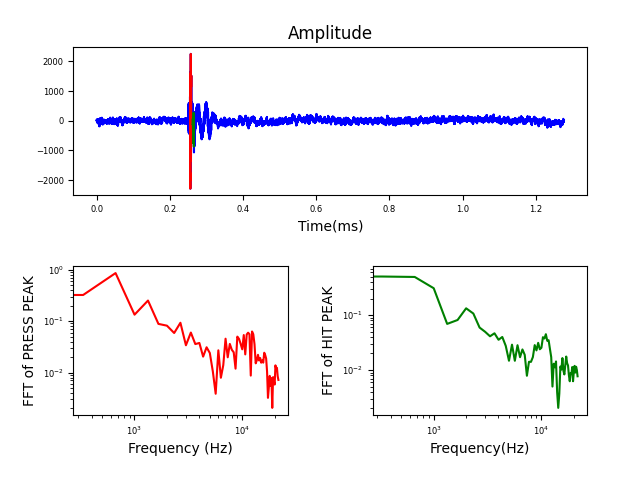 Amplitude
2000
1000
0
−1000
−2000
0.0 0.2 0.4 0.6 0.8 1.0 1.2
Time(ms)
FFT of PRESS PEAK
10⁰
10⁻¹
10⁻²
10³ 10⁴
Frequency (Hz)
FFT of HIT PEAK
10⁻¹
10⁻²
10³ 10⁴
Frequency(Hz)